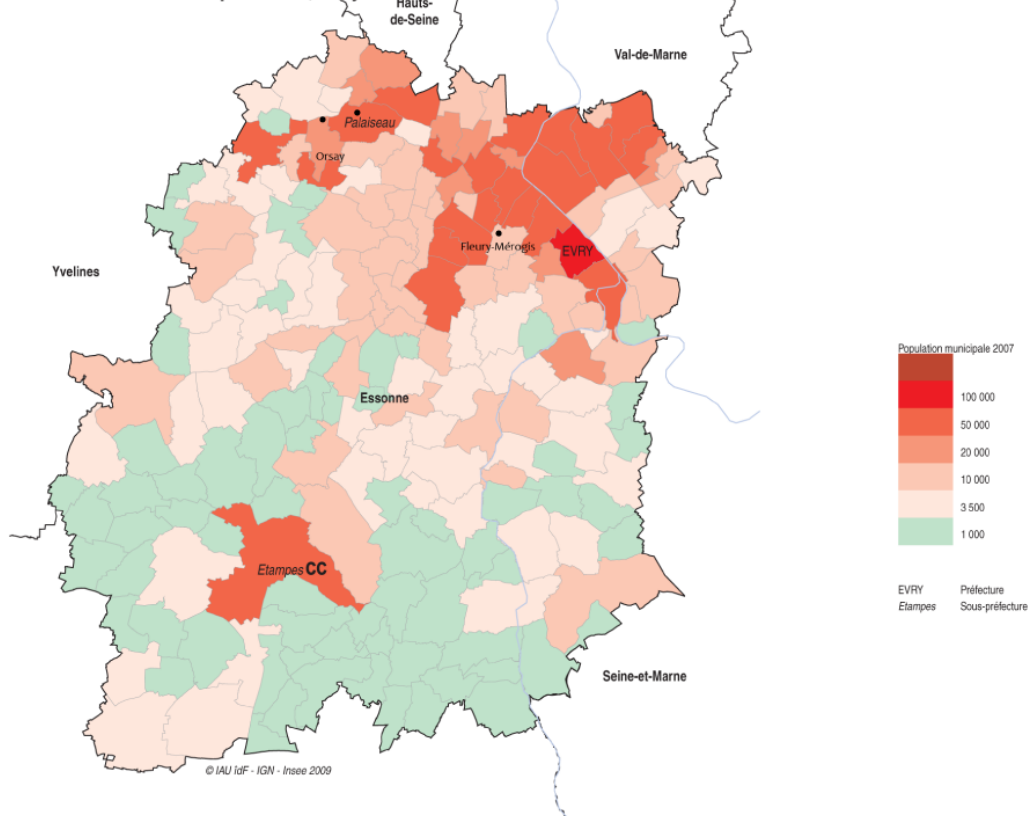 Hauts-
de-Seine
Val-de-Marne
Palaiseau
Orsay
Fleury-Mérogis
EVRY
Yvelines
Essonne
Etampes CC
Seine-et-Marne
© IAU îdF - IGN - Insee 2009
Population municipale 2007
100 000
50 000
20 000
10 000
3 500
1 000
EVRY Préfecture
Etampes Sous-préfecture